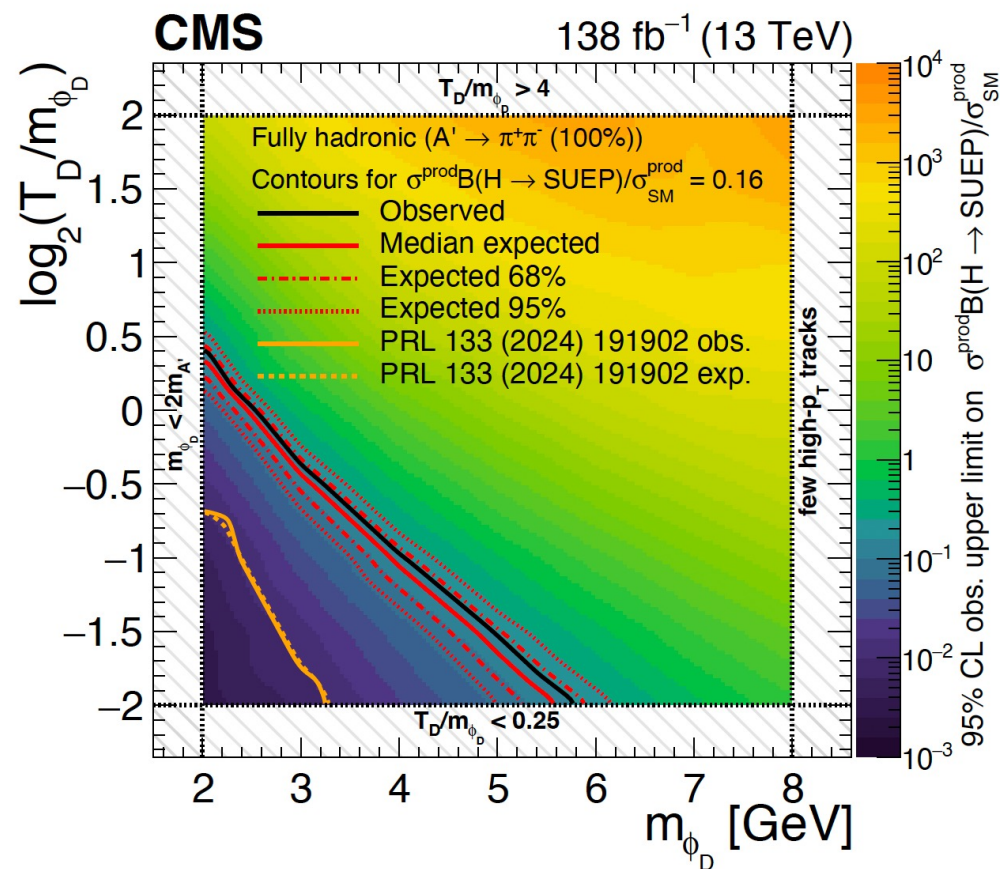 CMS
138 fb⁻¹ (13 TeV)
log₂(T_D/m_ϕ_D)
T_D/m_ϕ_D > 4
Fully hadronic (A' → π⁺π⁻ (100%))
Contours for σ^prod B(H → SUEP)/σ_SM^prod = 0.16
Observed
Median expected
Expected 68%
Expected 95%
PRL 133 (2024) 191902 obs.
PRL 133 (2024) 191902 exp.
m_ϕ_D < 2m_A'
few high-p_T tracks
T_D/m_ϕ_D < 0.25
2
1.5
1
0.5
0
−0.5
−1
−1.5
−2
2 3 4 5 6 7 8
m_ϕ_D [GeV]
10⁴
10³
10²
10
1
10⁻¹
10⁻²
10⁻³
95% CL obs. upper limit on σ^prod B(H → SUEP)/σ_SM^prod